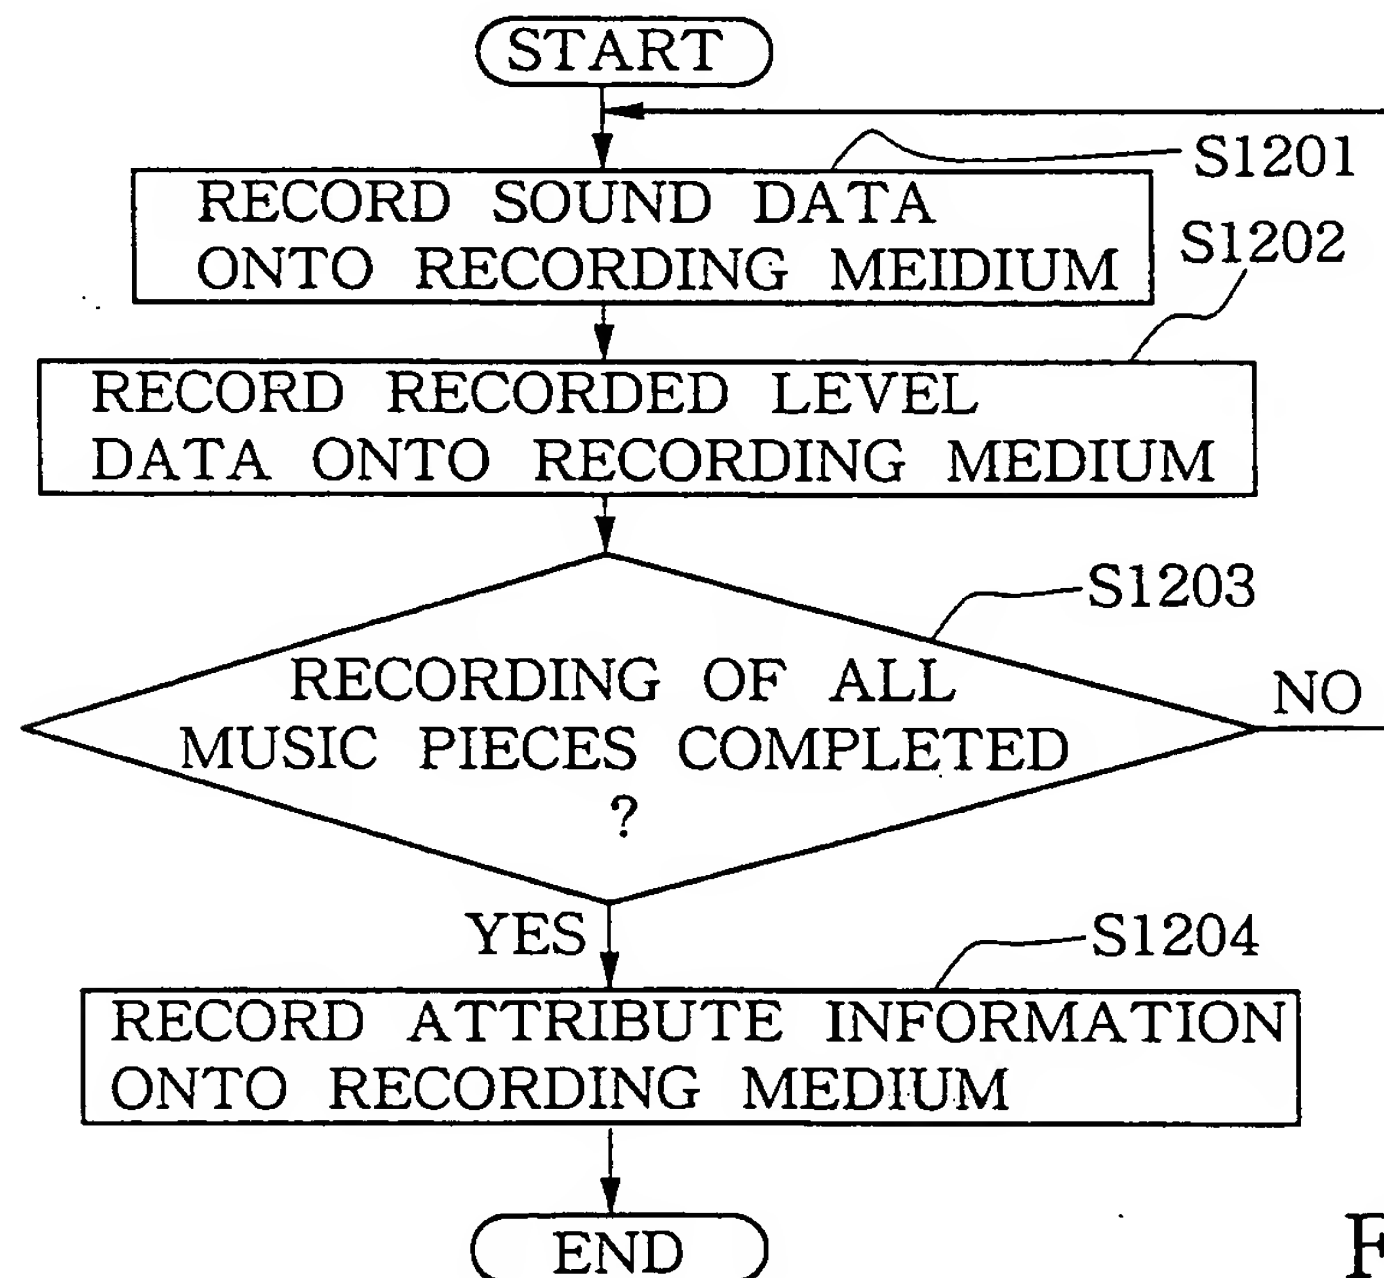 START
S1201
RECORD SOUND DATA
ONTO RECORDING MEIDIUM
S1202
RECORD RECORDED LEVEL
DATA ONTO RECORDING MEDIUM
S1203
RECORDING OF ALL
MUSIC PIECES COMPLETED
?
NO
YES
S1204
RECORD ATTRIBUTE INFORMATION
ONTO RECORDING MEDIUM
END
F